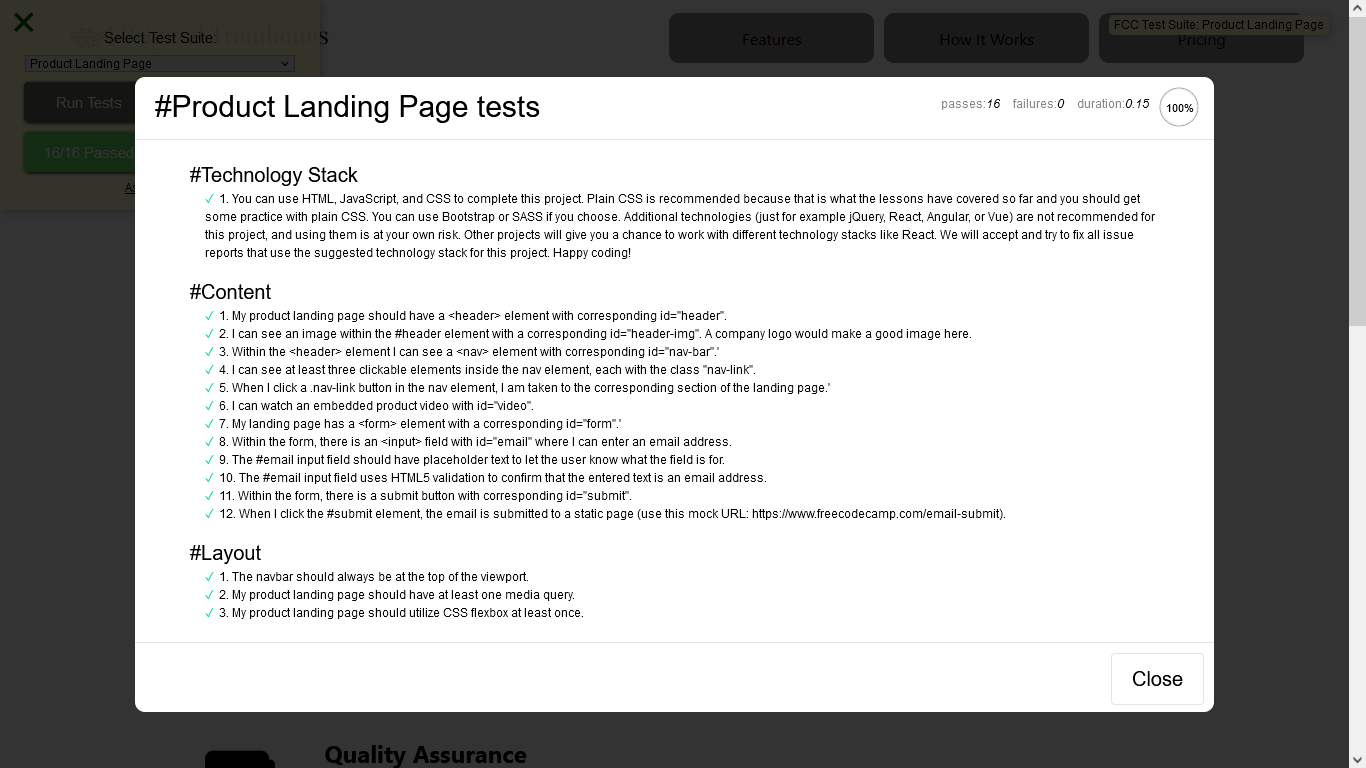 Select Test Suite: Trombones
Features
How It Works
Pricing
FCC Test Suite: Product Landing Page
Product Landing Page
Run Tests
16/16 Passed
#Product Landing Page tests
passes:16 failures:0 duration:0.15 100%
#Technology Stack
✓ 1. You can use HTML, JavaScript, and CSS to complete this project. Plain CSS is recommended because that is what the lessons have covered so far and you should get
some practice with plain CSS. You can use Bootstrap or SASS if you choose. Additional technologies (just for example jQuery, React, Angular, or Vue) are not recommended for
this project, and using them is at your own risk. Other projects will give you a chance to work with different technology stacks like React. We will accept and try to fix all issue
reports that use the suggested technology stack for this project. Happy coding!
#Content
✓ 1. My product landing page should have a <header> element with corresponding id="header".
✓ 2. I can see an image within the #header element with a corresponding id="header-img". A company logo would make a good image here.
✓ 3. Within the <header> element I can see a <nav> element with corresponding id="nav-bar".'
✓ 4. I can see at least three clickable elements inside the nav element, each with the class "nav-link".
✓ 5. When I click a .nav-link button in the nav element, I am taken to the corresponding section of the landing page.'
✓ 6. I can watch an embedded product video with id="video".
✓ 7. My landing page has a <form> element with a corresponding id="form".'
✓ 8. Within the form, there is an <input> field with id="email" where I can enter an email address.
✓ 9. The #email input field should have placeholder text to let the user know what the field is for.
✓ 10. The #email input field uses HTML5 validation to confirm that the entered text is an email address.
✓ 11. Within the form, there is a submit button with corresponding id="submit".
✓ 12. When I click the #submit element, the email is submitted to a static page (use this mock URL: https://www.freecodecamp.com/email-submit).
#Layout
✓ 1. The navbar should always be at the top of the viewport.
✓ 2. My product landing page should have at least one media query.
✓ 3. My product landing page should utilize CSS flexbox at least once.
Close
Quality Assurance